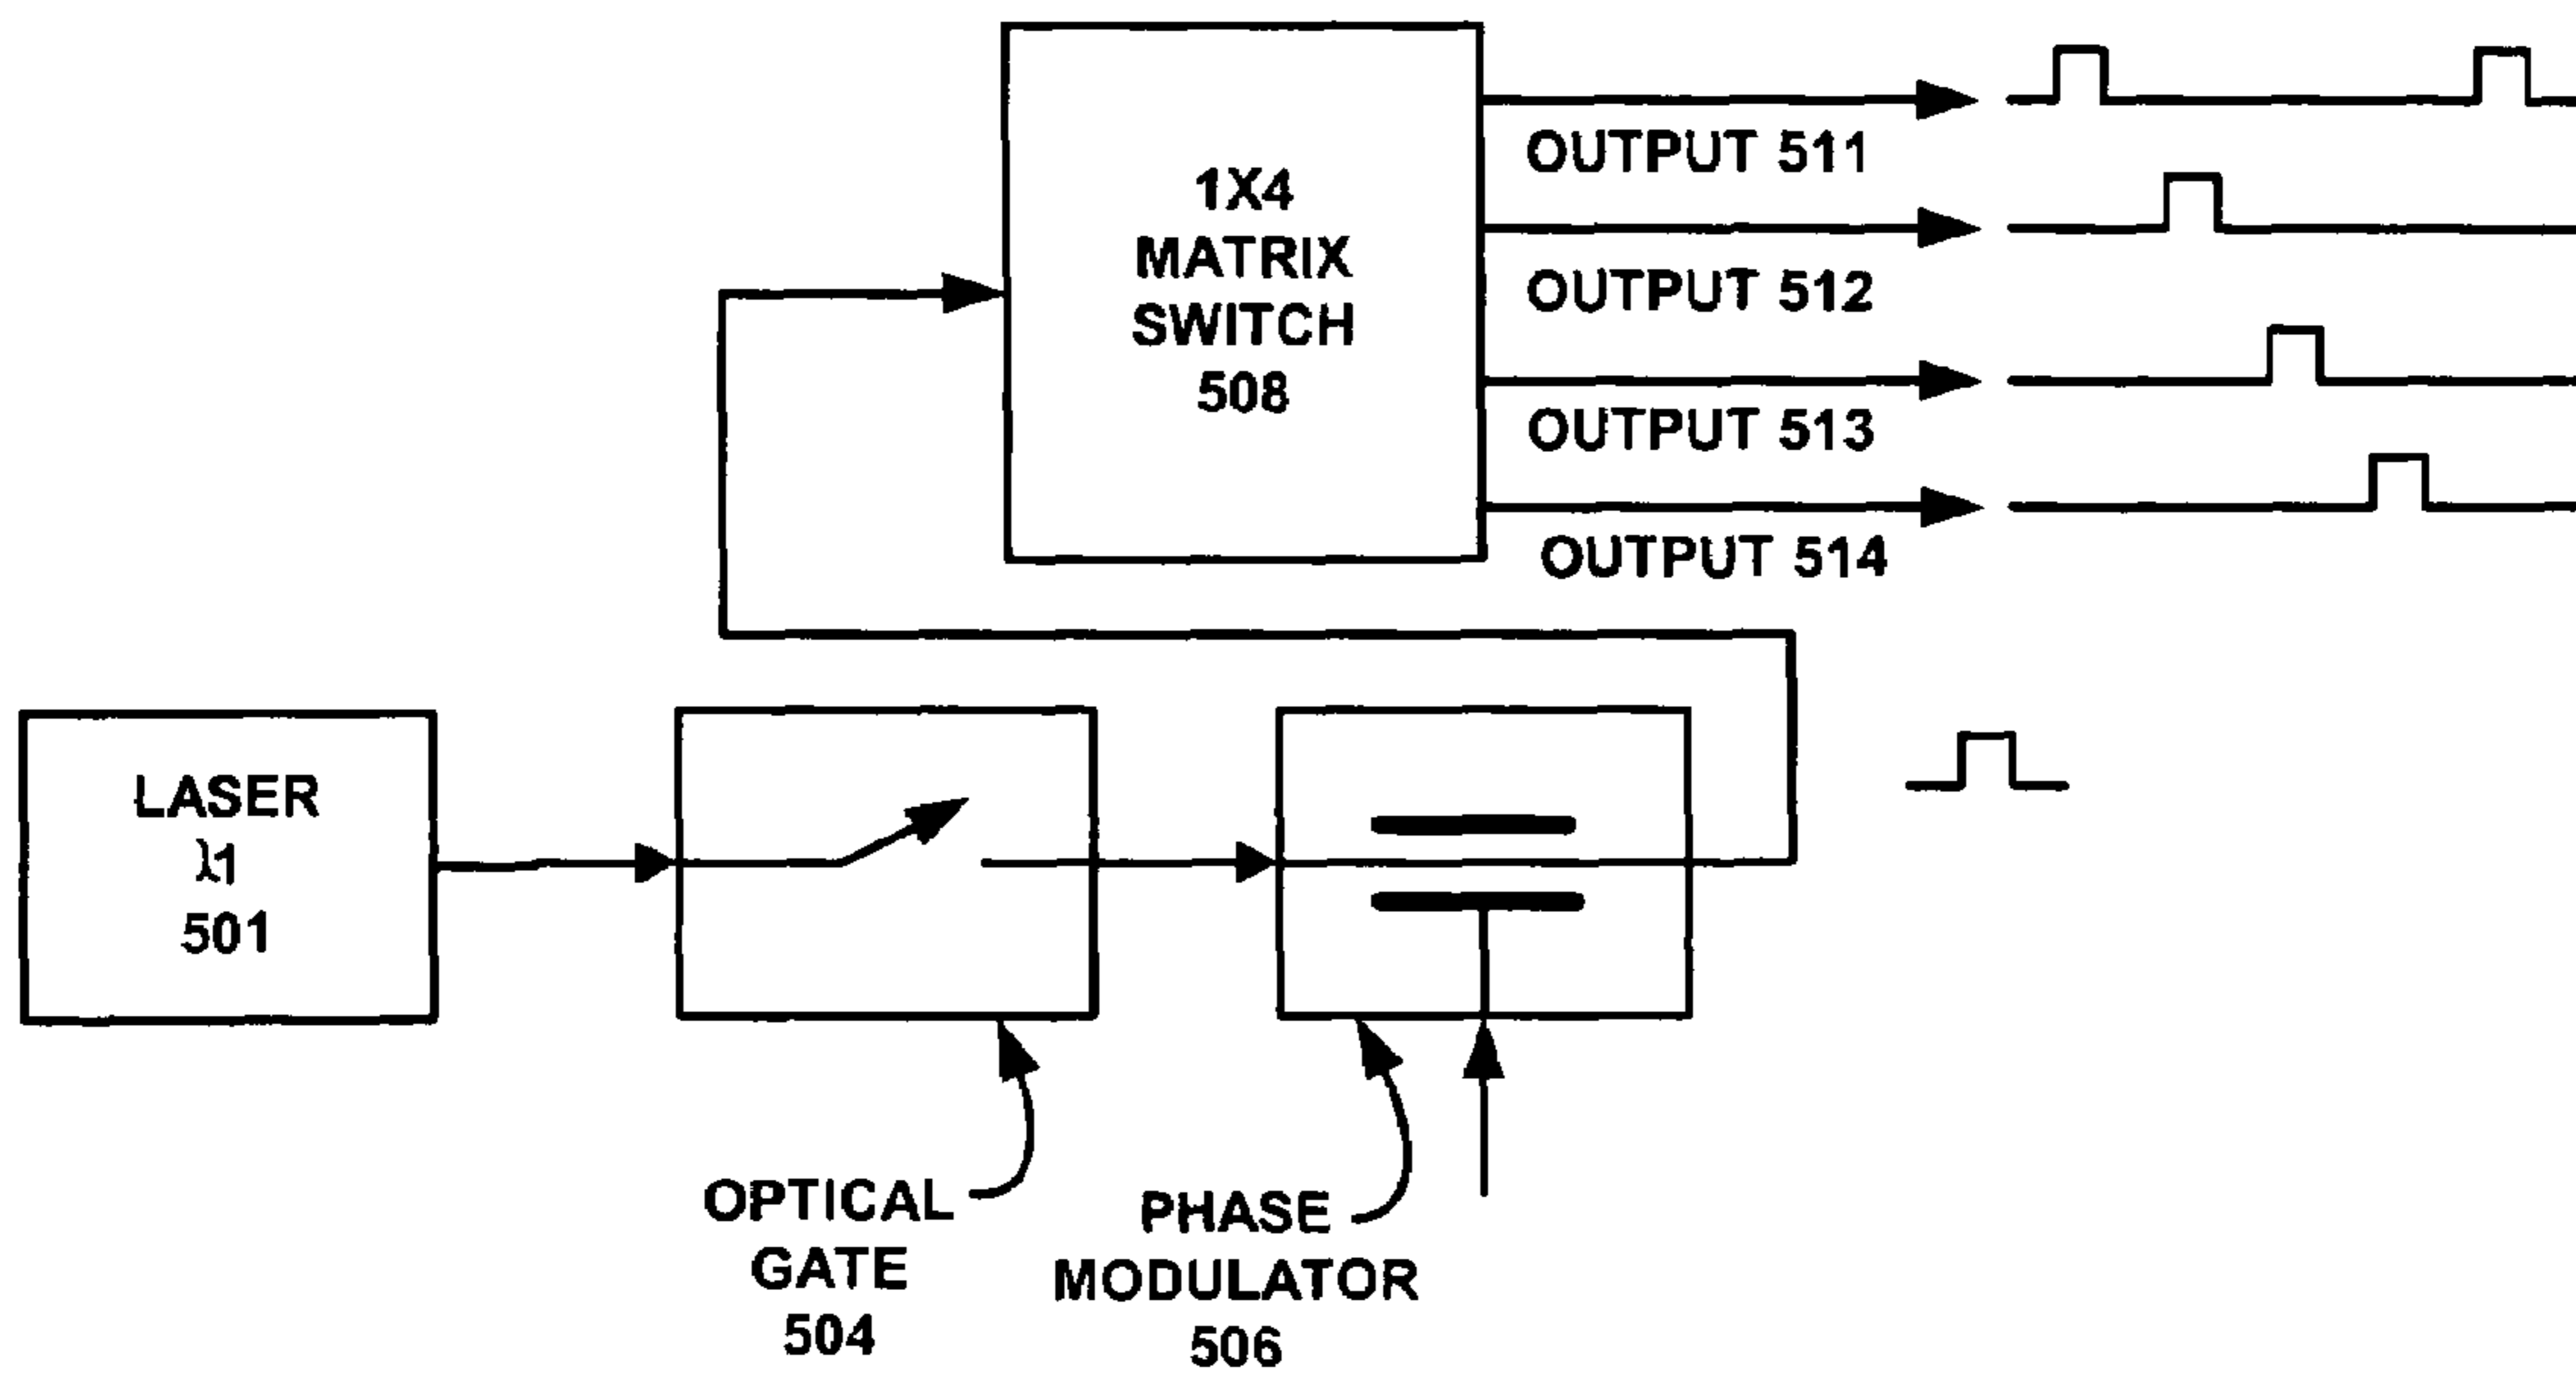 1X4
MATRIX
SWITCH
508
OUTPUT 511
OUTPUT 512
OUTPUT 513
OUTPUT 514
LASER
λ1
501
OPTICAL
GATE
504
PHASE
MODULATOR
506